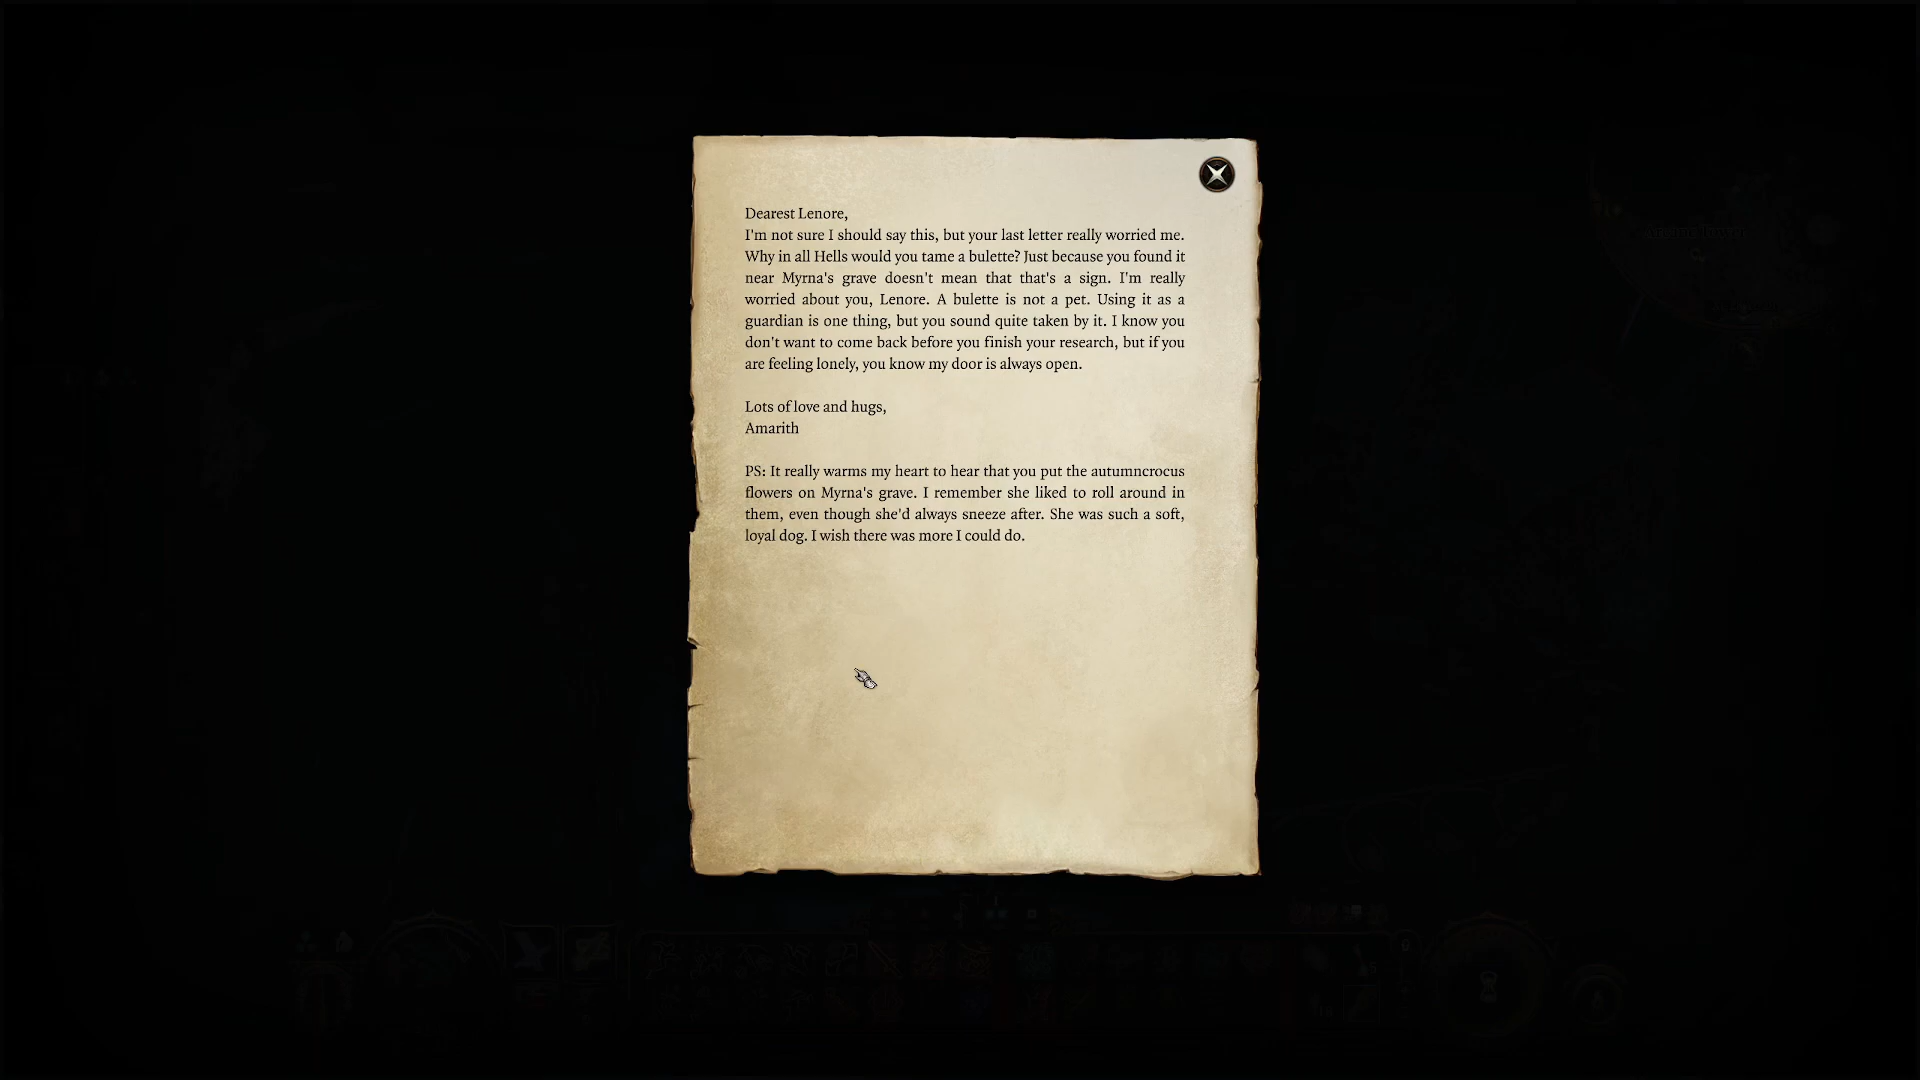 Dearest Lenore,
I'm not sure I should say this, but your last letter really worried me.
Why in all Hells would you tame a bulette? Just because you found it
near Myrna's grave doesn't mean that that's a sign. I'm really
worried about you, Lenore. A bulette is not a pet. Using it as a
guardian is one thing, but you sound quite taken by it. I know you
don't want to come back before you finish your research, but if you
are feeling lonely, you know my door is always open.
Lots of love and hugs,
Amarith
PS: It really warms my heart to hear that you put the autumncrocus
flowers on Myrna's grave. I remember she liked to roll around in
them, even though she'd always sneeze after. She was such a soft,
loyal dog. I wish there was more I could do.